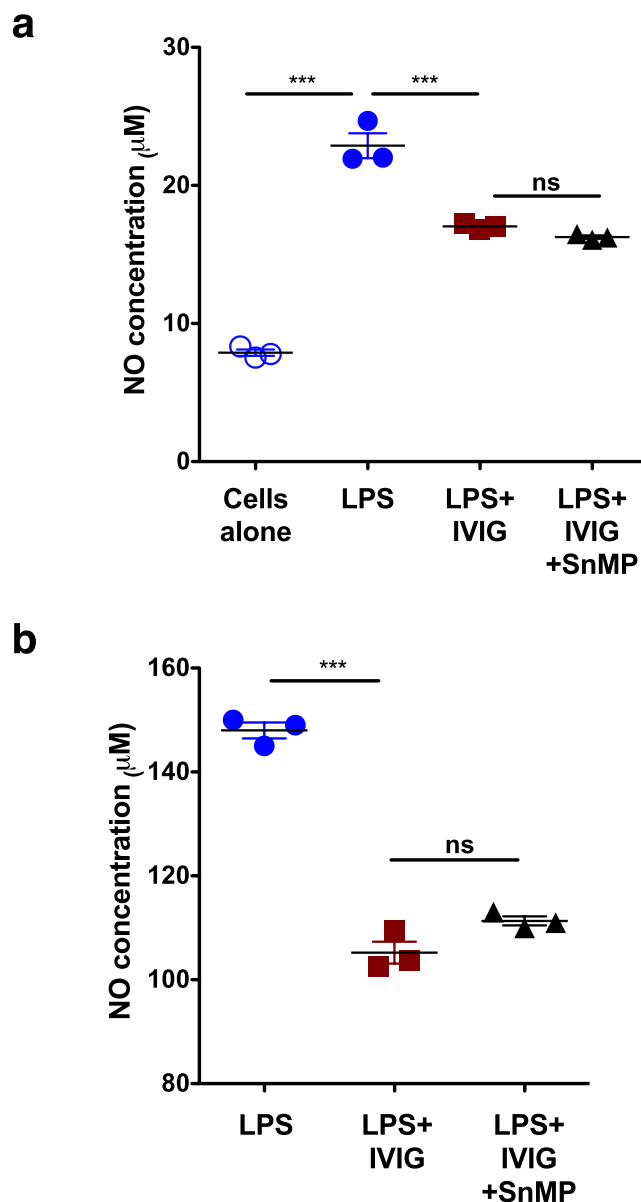 a
NO concentration (μM)
30
20
10
0
***
***
ns
Cells
alone
LPS
LPS+
IVIG
LPS+
IVIG
+SnMP
b
NO concentration (μM)
160
140
120
100
80
***
ns
LPS
LPS+
IVIG
LPS+
IVIG
+SnMP